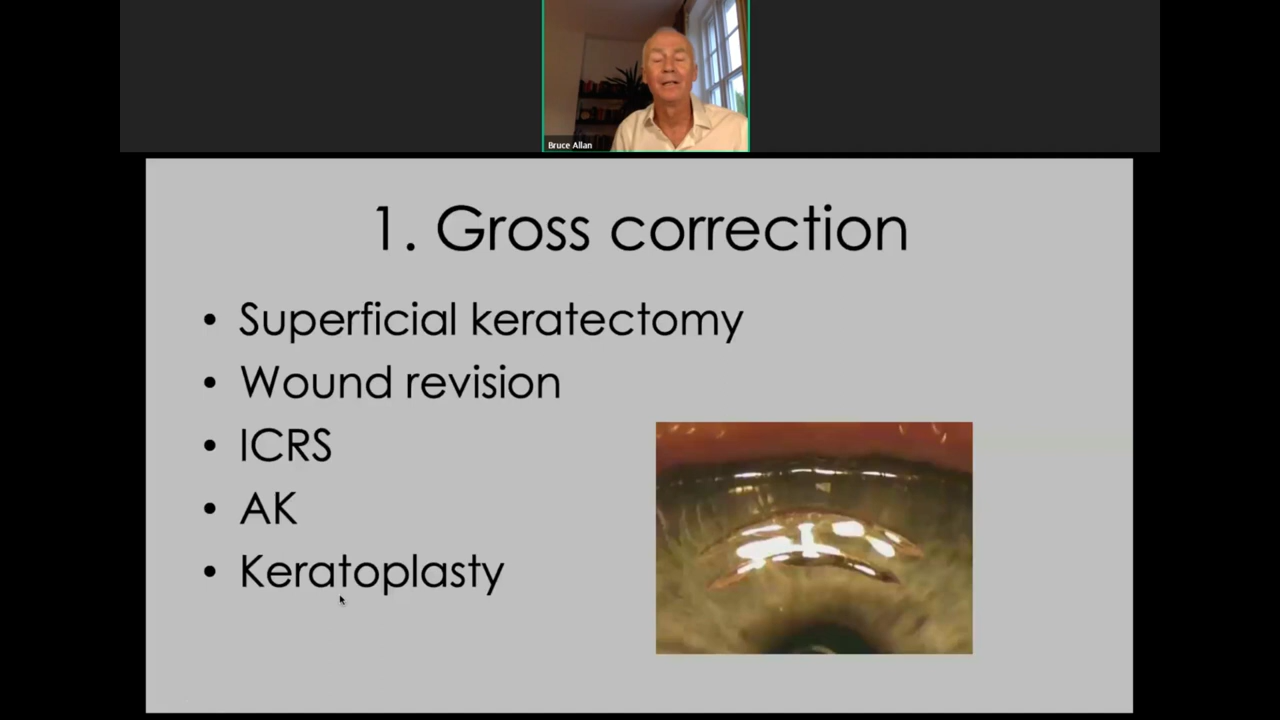 Bruce Allan
1. Gross correction
• Superficial keratectomy
• Wound revision
• ICRS
• AK
• Keratoplasty